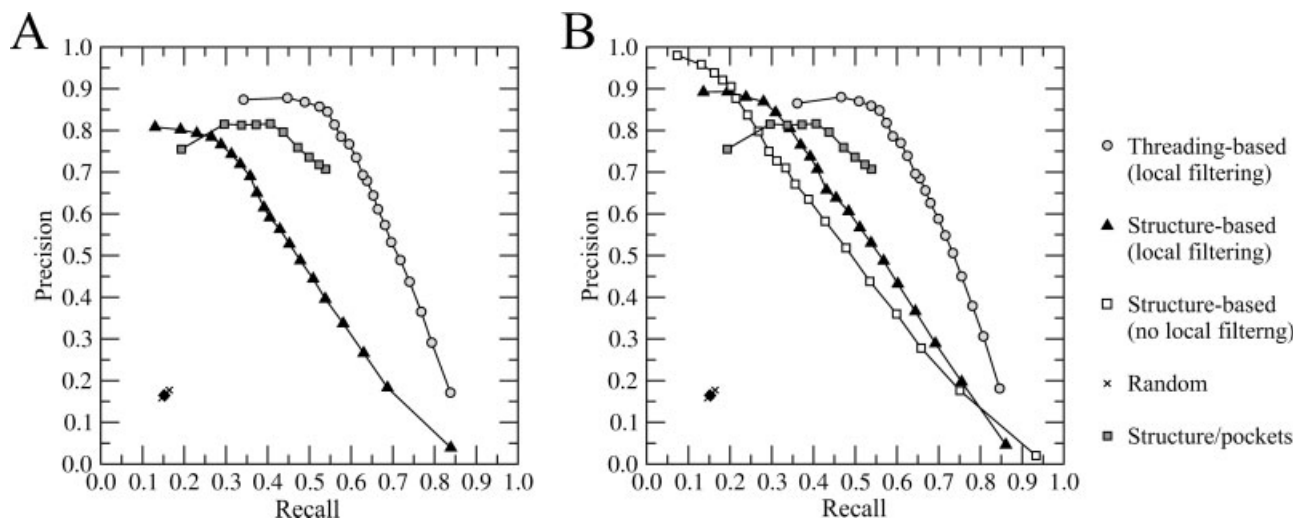 A
B
1.0
0.9
0.8
0.7
0.6
0.5
0.4
0.3
0.2
0.1
0.0
Precision
0.0 0.1 0.2 0.3 0.4 0.5 0.6 0.7 0.8 0.9 1.0
Recall
1.0
0.9
0.8
0.7
0.6
0.5
0.4
0.3
0.2
0.1
0.0
Precision
0.0 0.1 0.2 0.3 0.4 0.5 0.6 0.7 0.8 0.9 1.0
Recall
Threading-based
(local filtering)
Structure-based
(local filtering)
Structure-based
(no local filterng)
Random
Structure/pockets